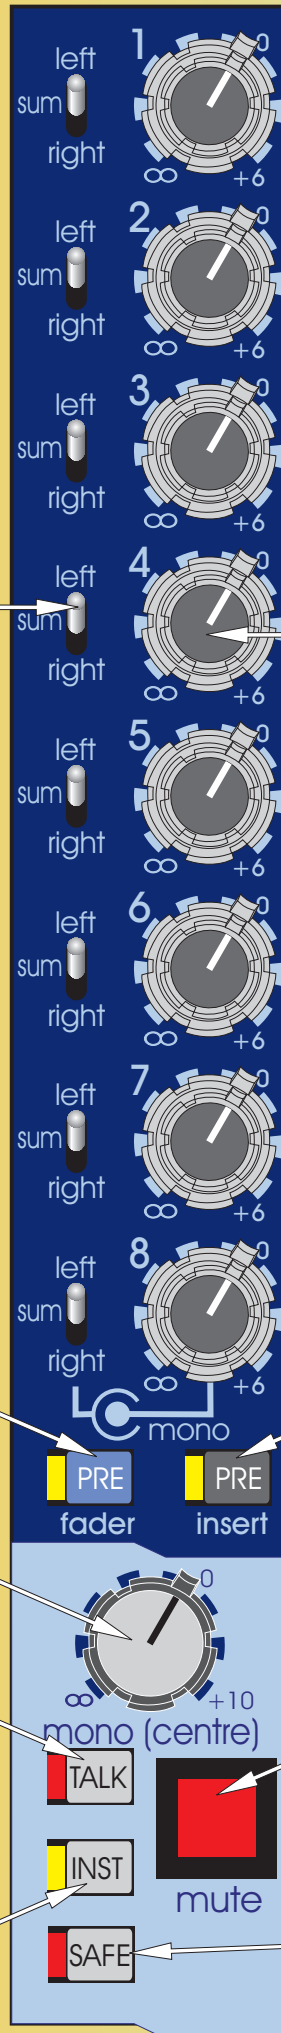 1
0
left
sum
right
∞ +6
2
0
left
sum
right
∞ +6
3
0
left
sum
right
∞ +6
4
0
left
sum
right
∞ +6
5
0
left
sum
right
∞ +6
6
0
left
sum
right
∞ +6
7
0
left
sum
right
∞ +6
8
0
left
sum
right
∞ +6
mono
PRE PRE
fader insert
0
∞ +10
mono (centre)
TALK
INST
mute
SAFE